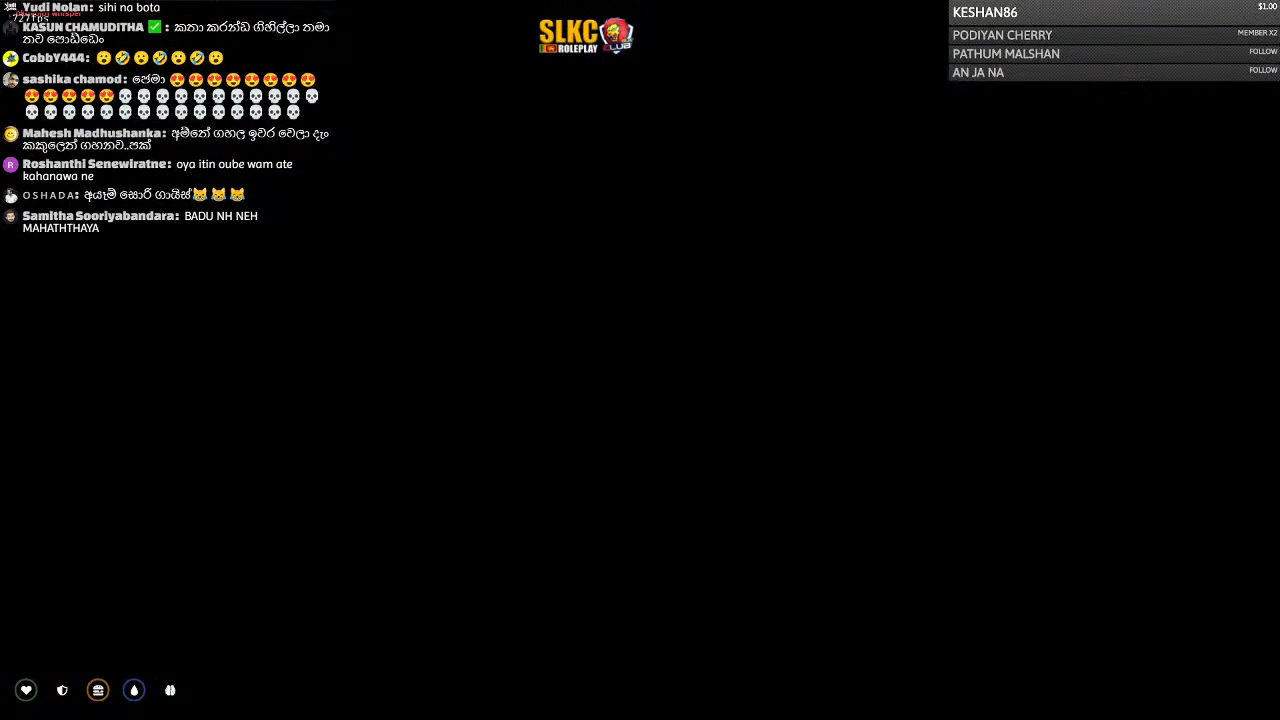 Yudi Nolan: sihi na bota
727fps
KASUN CHAMUDITHA ✅ : කතා කරන්ඩ ගිහිල්ලා තමා
තව පොඩ්ඩෙං
CobbY444: 😮 🤣 😮 🤣 😮 🤣 😮
sashika chamod: ජෙමා 😍 😍 😍 😍 😍 😍 😍 😍
😍 😍 😍 😍 😍 💀 💀 💀 💀 💀 💀 💀 💀 💀 💀 💀
💀 💀 💀 💀 💀 💀 💀 💀 💀 💀 💀 💀 💀 💀 💀
Mahesh Madhushanka: අම්තේ ගහල ඉවර වෙලා දැං
කකුලෙන් ගහනව..පක්
R Roshanthi Senewiratne: oya itin oube wam ate
kahanawa ne
OSHADA: අයෑම් සොරි ගායිස්😹 😹 😹
Samitha Sooriyabandara: BADU NH NEH
MAHATHTHAYA
SLKC
ROLEPLAY CLUB
KESHAN86 $1.00
PODIYAN CHERRY MEMBER X2
PATHUM MALSHAN FOLLOW
AN JA NA FOLLOW